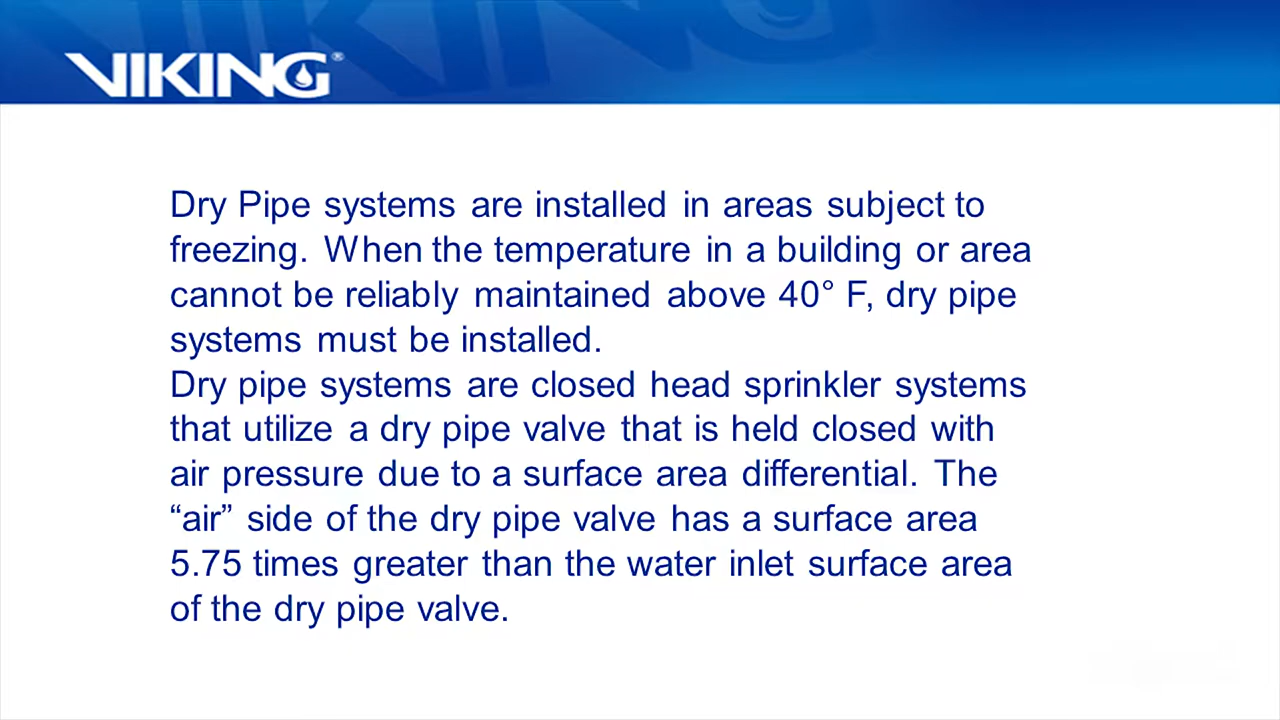 VIKING®
Dry Pipe systems are installed in areas subject to
freezing. When the temperature in a building or area
cannot be reliably maintained above 40° F, dry pipe
systems must be installed.
Dry pipe systems are closed head sprinkler systems
that utilize a dry pipe valve that is held closed with
air pressure due to a surface area differential. The
“air” side of the dry pipe valve has a surface area
5.75 times greater than the water inlet surface area
of the dry pipe valve.